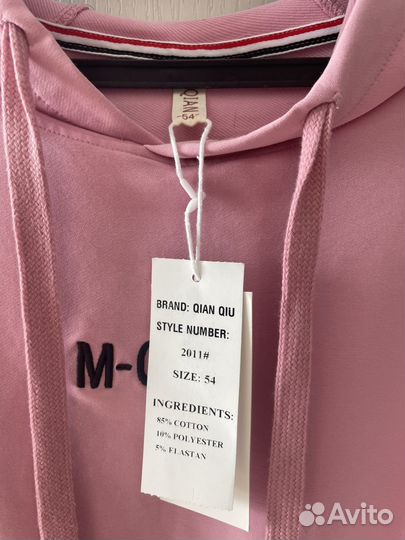 QIAN
54
M-
BRAND: QIAN QIU
STYLE NUMBER:
2011#
SIZE: 54
INGREDIENTS:
85% COTTON
10% POLYESTER
5% ELASTAN
Avito